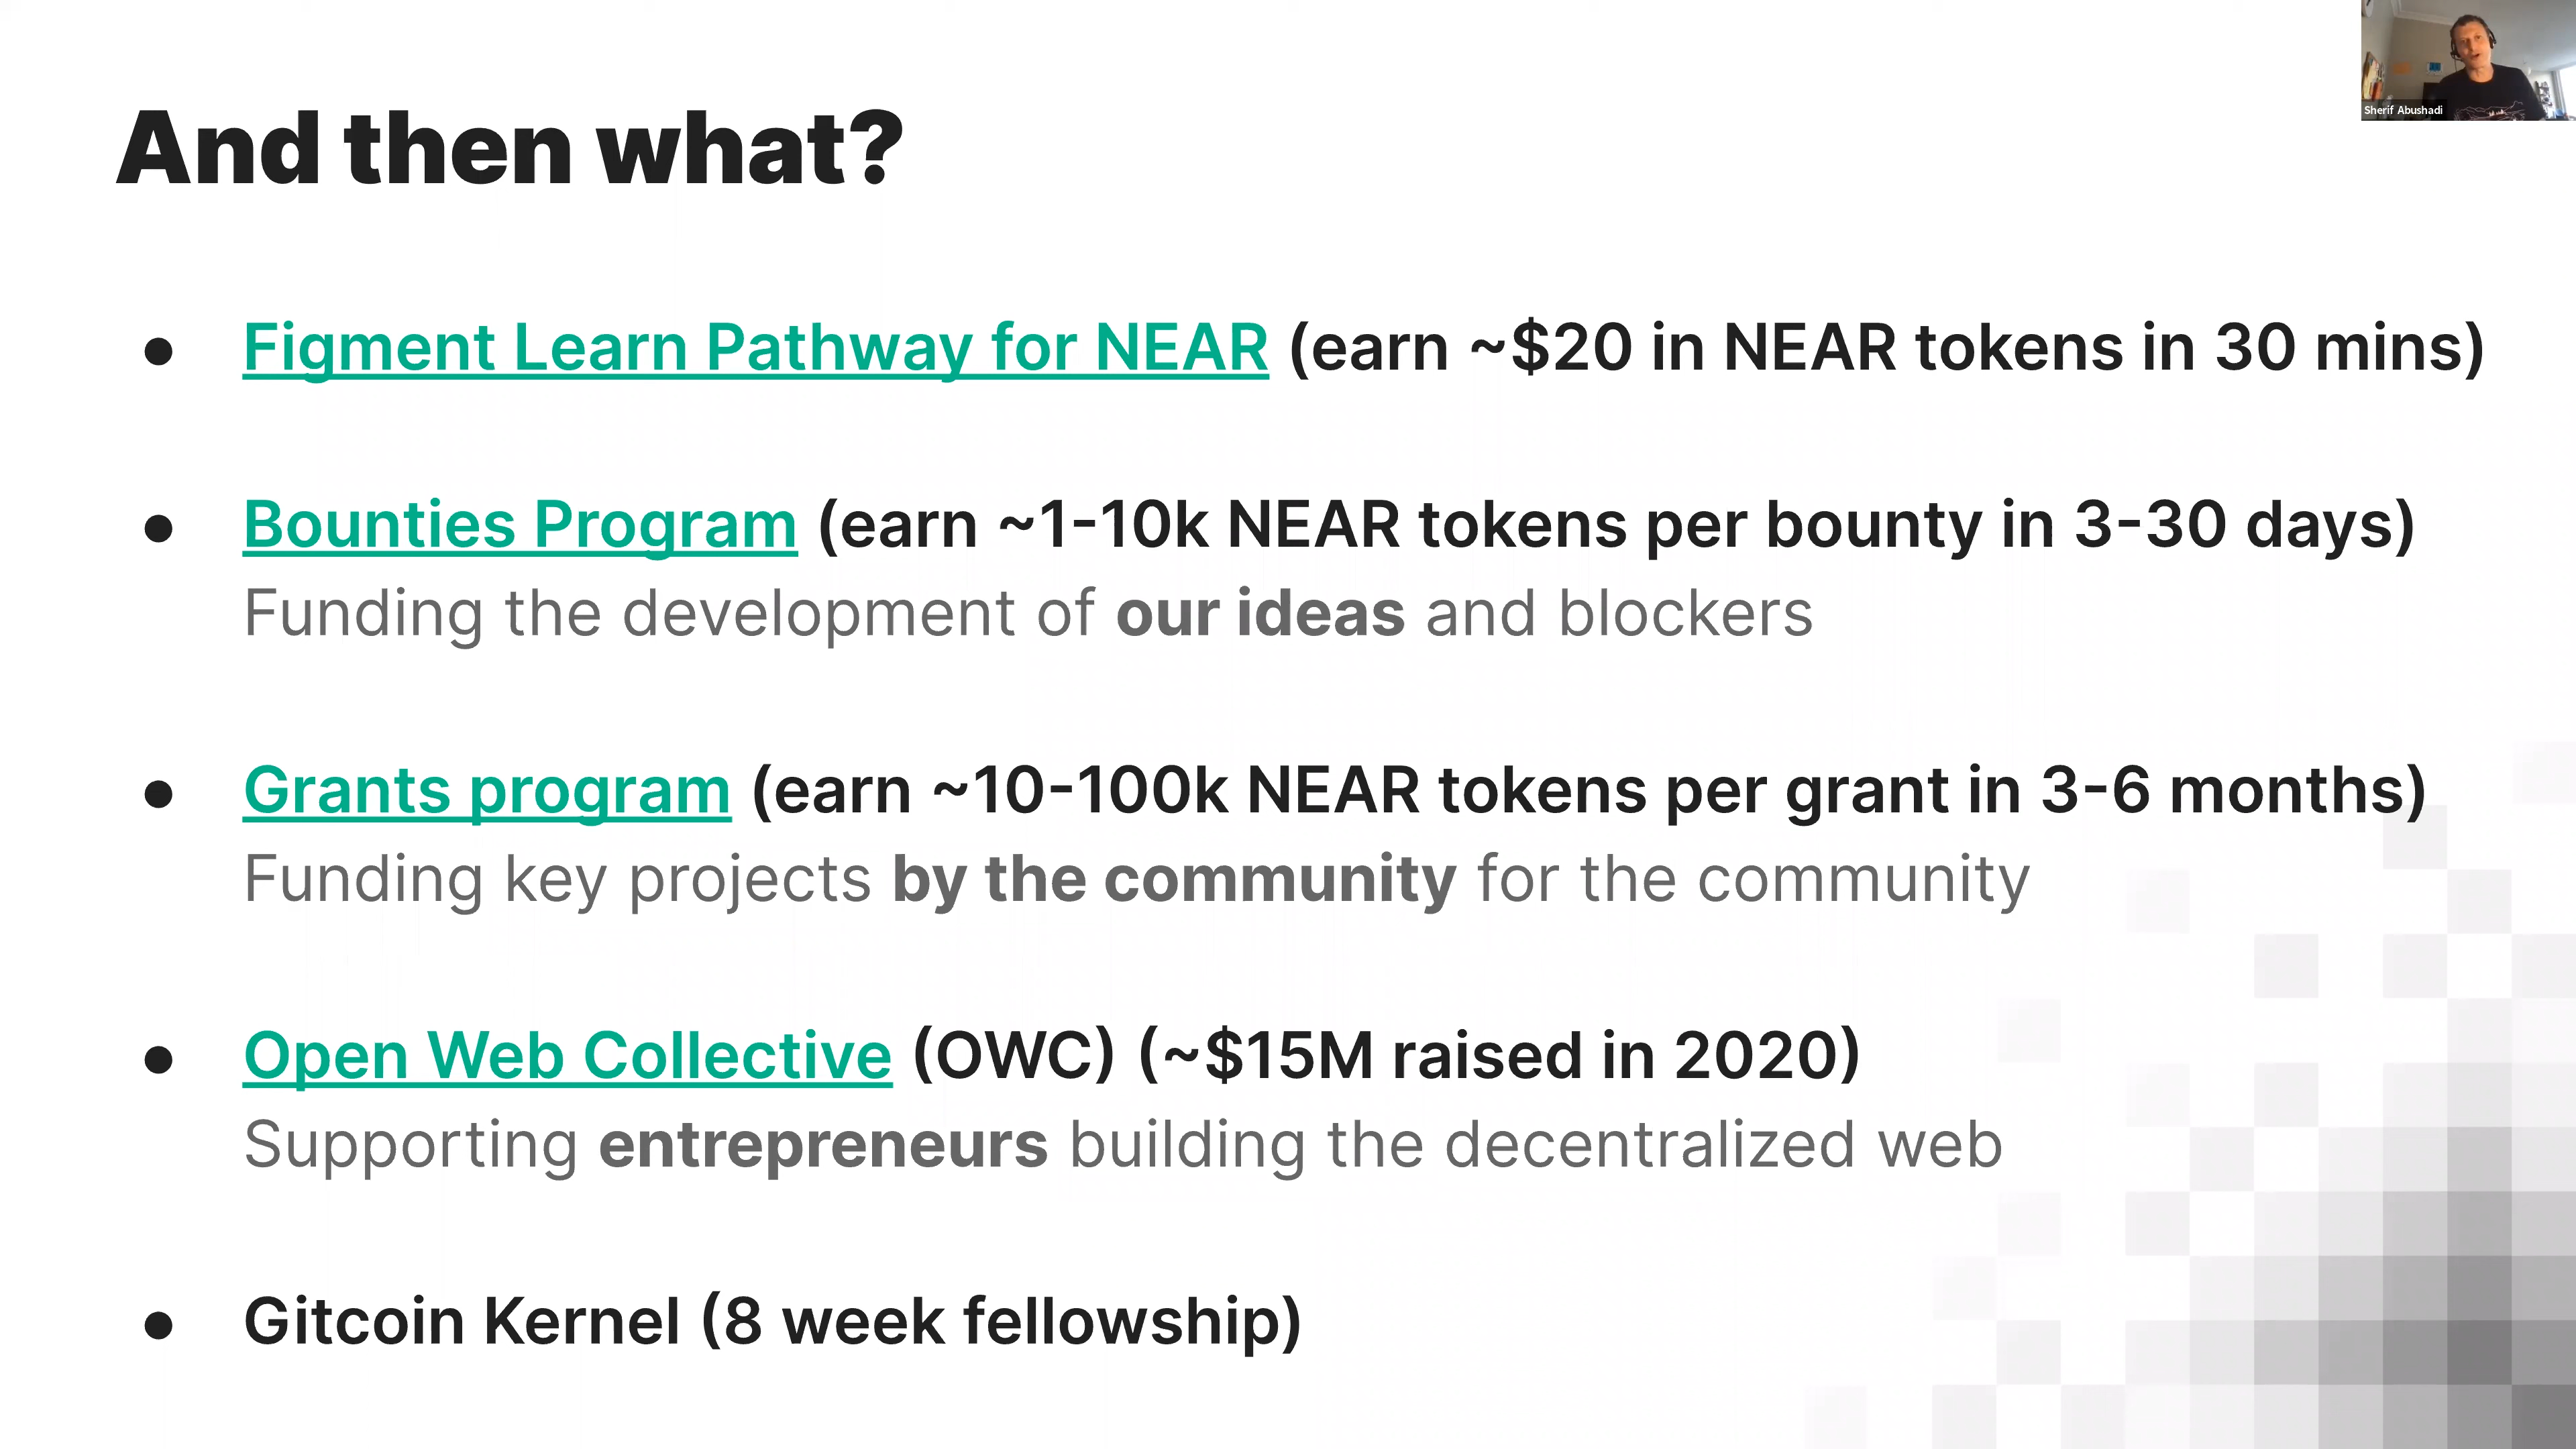 Sherif Abushadi
And then what?
● Figment Learn Pathway for NEAR (earn ~$20 in NEAR tokens in 30 mins)
● Bounties Program (earn ~1-10k NEAR tokens per bounty in 3-30 days)
Funding the development of our ideas and blockers
● Grants program (earn ~10-100k NEAR tokens per grant in 3-6 months)
Funding key projects by the community for the community
● Open Web Collective (OWC) (~$15M raised in 2020)
Supporting entrepreneurs building the decentralized web
● Gitcoin Kernel (8 week fellowship)